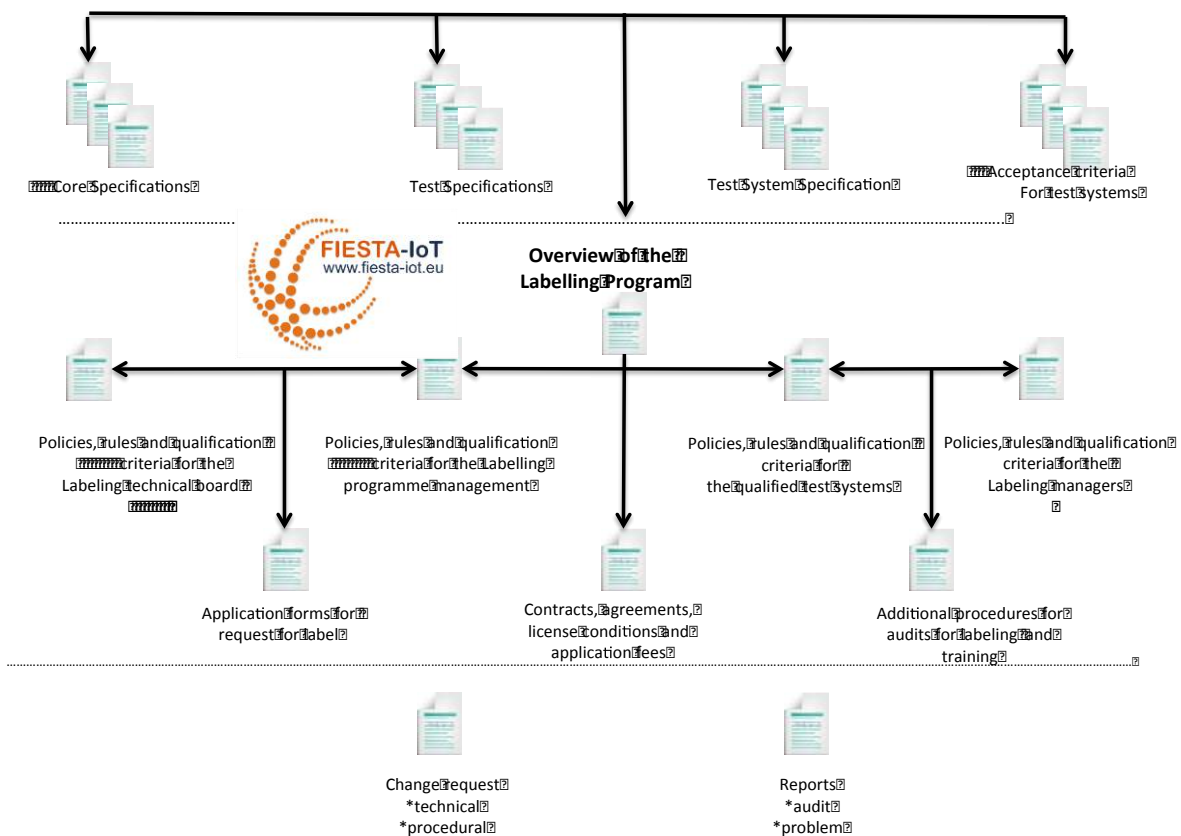 Core Specifications
Test Specifications
Test System Specification
Acceptance criteria
For test systems
FIESTA-IoT
www.fiesta-iot.eu
Overview of the
Labelling Program
Policies, rules and qualification
criteria for the
Labeling technical board
Policies, rules and qualification
criteria for the Labelling
programme management
Policies, rules and qualification
criteria for
the qualified test systems
Policies, rules and qualification
criteria for the
Labeling managers
Application forms for
request for label
Contracts, agreements,
license conditions and
application fees
Additional procedures for
audits for labeling and
training
Change request
*technical
*procedural
Reports
*audit
*problem